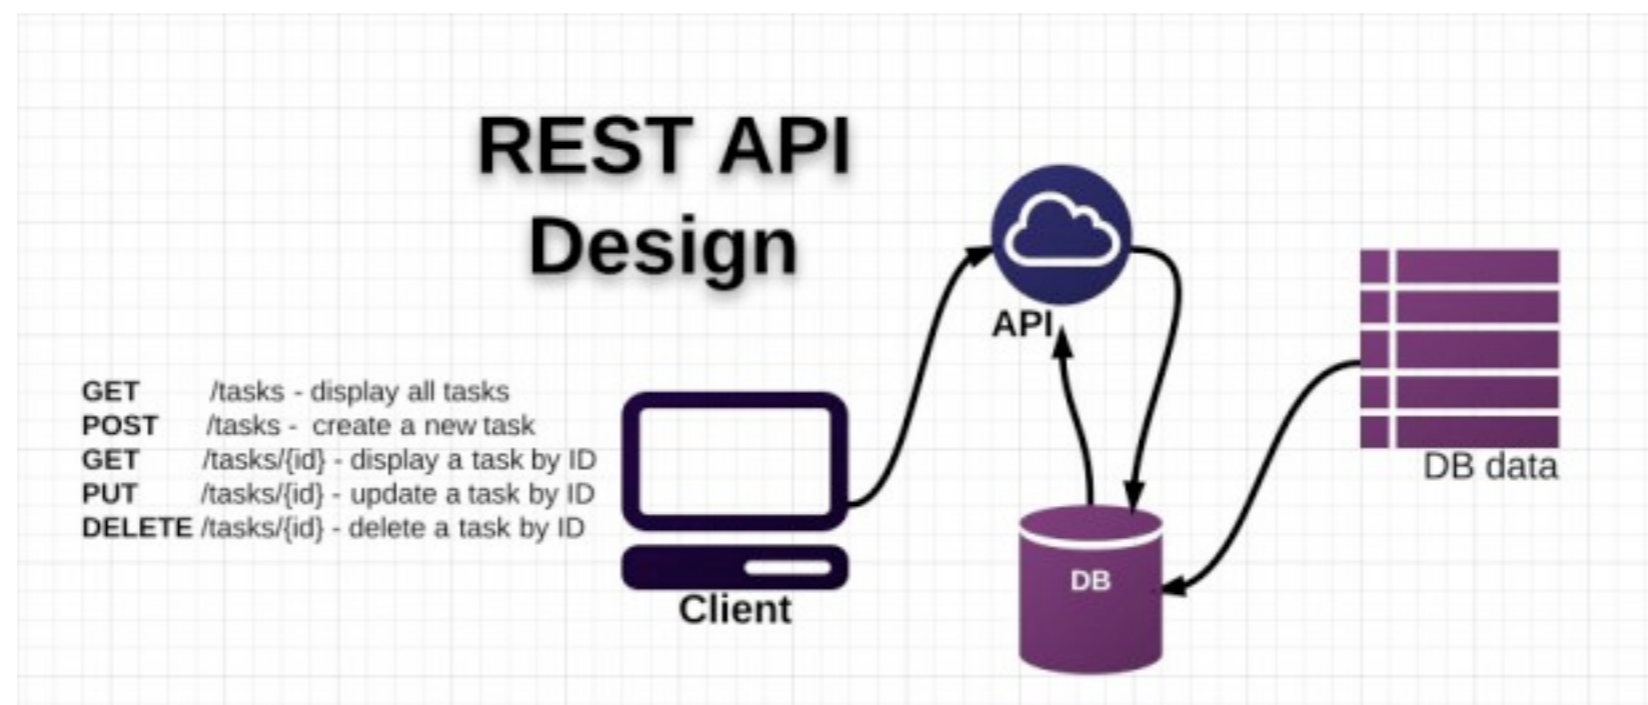 REST API
Design
API
GET /tasks - display all tasks
POST /tasks - create a new task
GET /tasks/{id} - display a task by ID
PUT /tasks/{id} - update a task by ID
DELETE /tasks/{id} - delete a task by ID
Client
DB
DB data